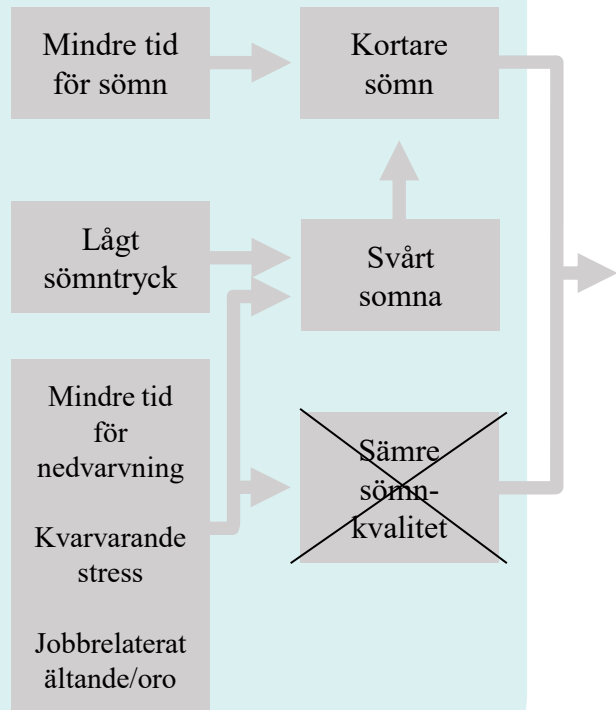 Mindre tid
för sömn
Kortare
sömn
Lågt
sömntryck
Svårt
somna
Mindre tid
för
nedvarvning
Kvarvarande
stress
Jobbrelaterat
ältande/oro
Sämre
sömn-
kvalitet